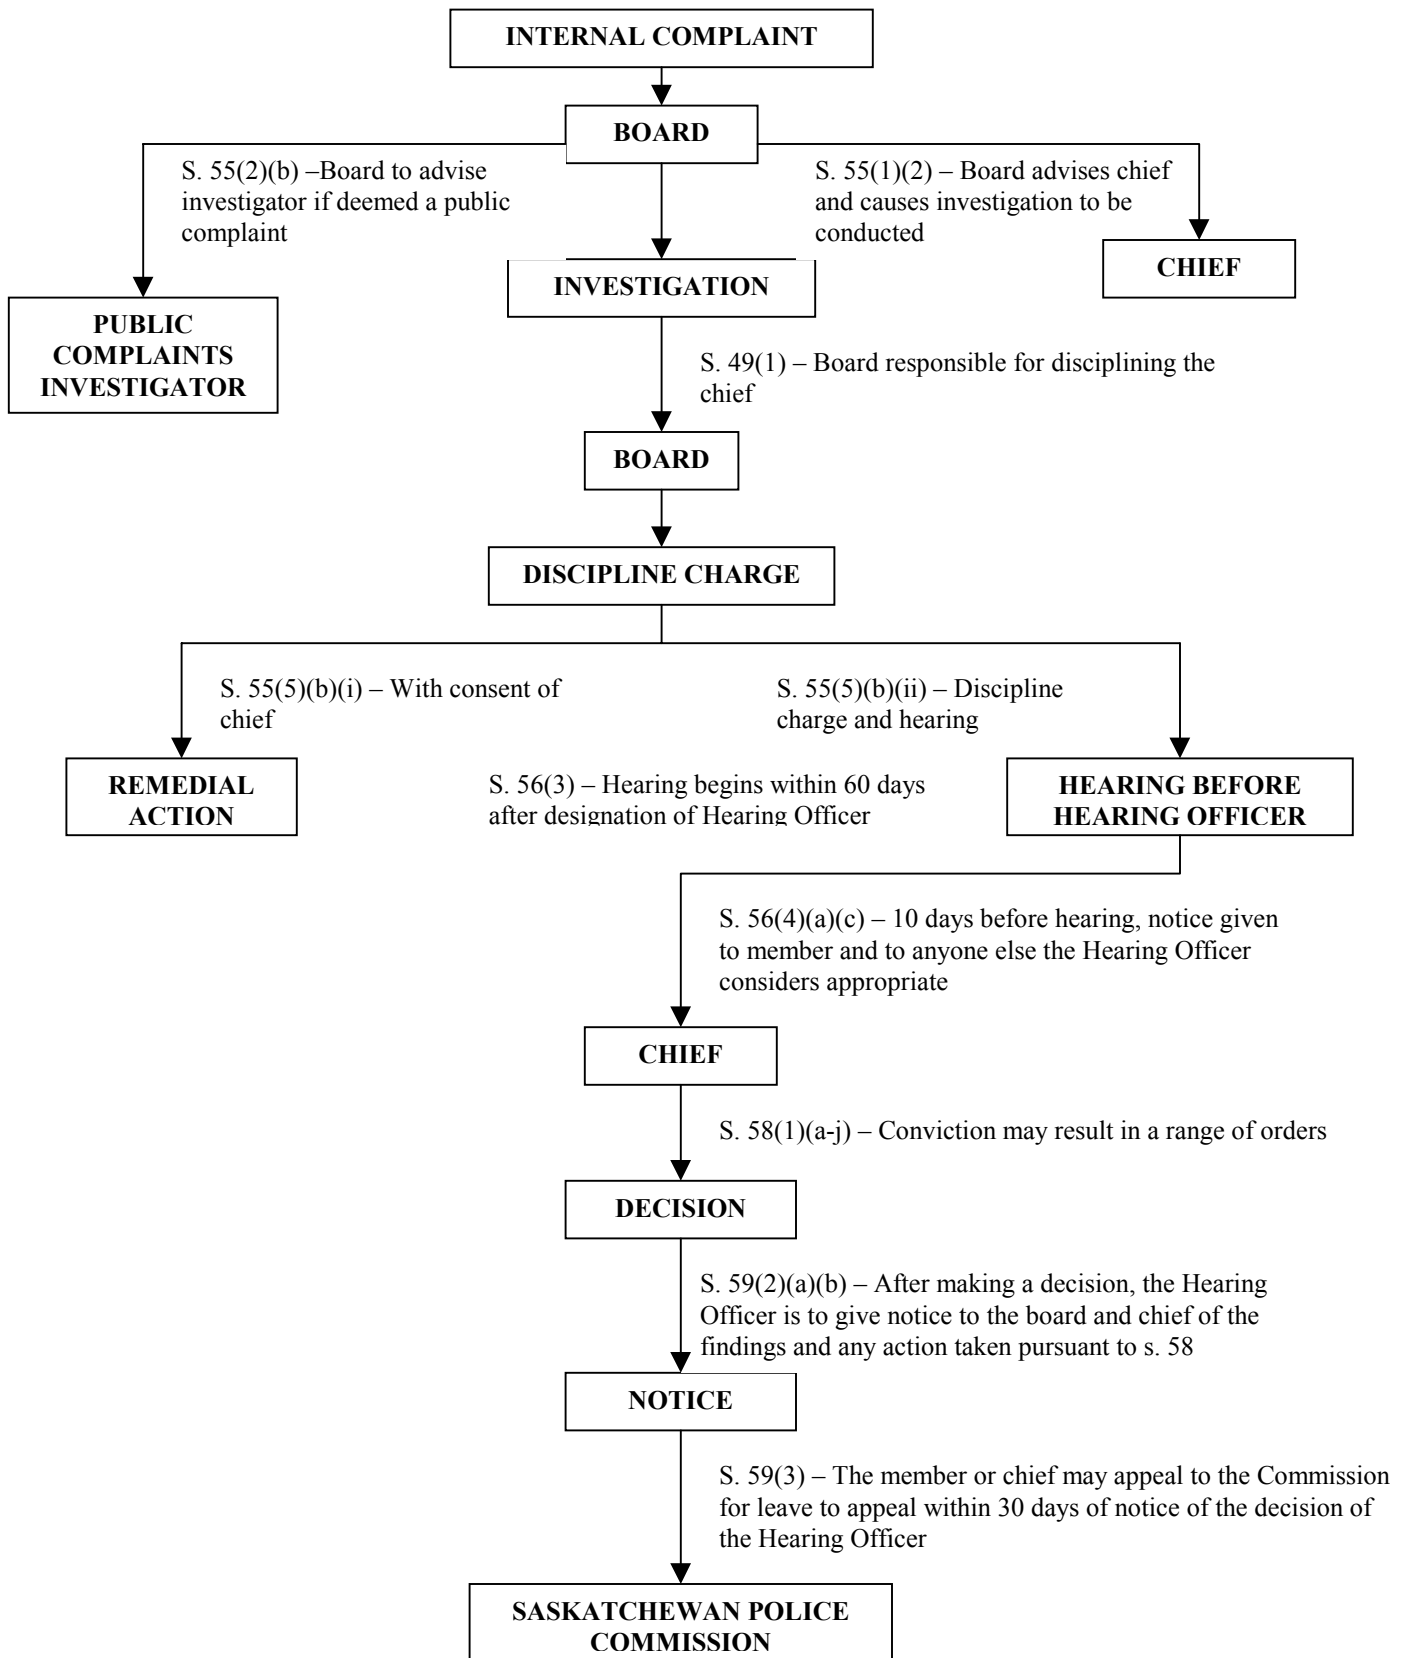 INTERNAL COMPLAINT
BOARD
S. 55(2)(b) –Board to advise
investigator if deemed a public
complaint
S. 55(1)(2) – Board advises chief
and causes investigation to be
conducted
CHIEF
INVESTIGATION
PUBLIC
COMPLAINTS
INVESTIGATOR
S. 49(1) – Board responsible for disciplining the
chief
BOARD
DISCIPLINE CHARGE
S. 55(5)(b)(i) – With consent of
chief
S. 55(5)(b)(ii) – Discipline
charge and hearing
REMEDIAL
ACTION
S. 56(3) – Hearing begins within 60 days
after designation of Hearing Officer
HEARING BEFORE
HEARING OFFICER
S. 56(4)(a)(c) – 10 days before hearing, notice given
to member and to anyone else the Hearing Officer
considers appropriate
CHIEF
S. 58(1)(a-j) – Conviction may result in a range of orders
DECISION
S. 59(2)(a)(b) – After making a decision, the Hearing
Officer is to give notice to the board and chief of the
findings and any action taken pursuant to s. 58
NOTICE
S. 59(3) – The member or chief may appeal to the Commission
for leave to appeal within 30 days of notice of the decision of
the Hearing Officer
SASKATCHEWAN POLICE
COMMISSION